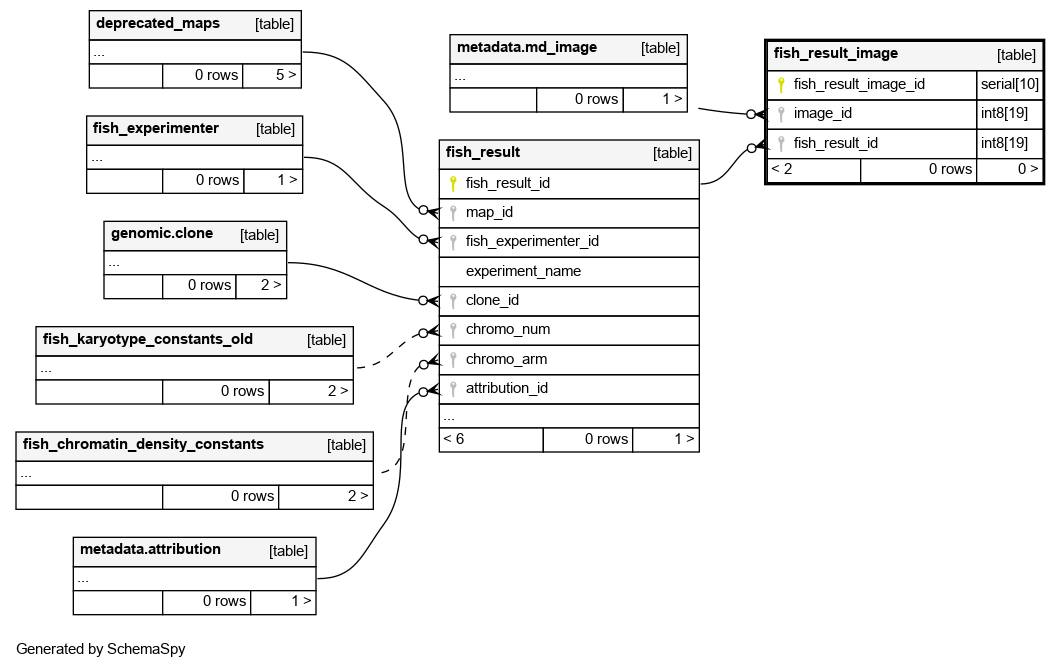 deprecated_maps [table]
...
0 rows 5 >
fish_experimenter [table]
...
0 rows 1 >
genomic.clone [table]
...
0 rows 2 >
fish_karyotype_constants_old [table]
...
0 rows 2 >
fish_chromatin_density_constants [table]
...
0 rows 2 >
metadata.attribution [table]
...
0 rows 1 >
metadata.md_image [table]
...
0 rows 1 >
fish_result [table]
fish_result_id
map_id
fish_experimenter_id
experiment_name
clone_id
chromo_num
chromo_arm
attribution_id
...
< 6 0 rows 1 >
fish_result_image [table]
fish_result_image_id serial[10]
image_id int8[19]
fish_result_id int8[19]
< 2 0 rows 0 >
Generated by SchemaSpy